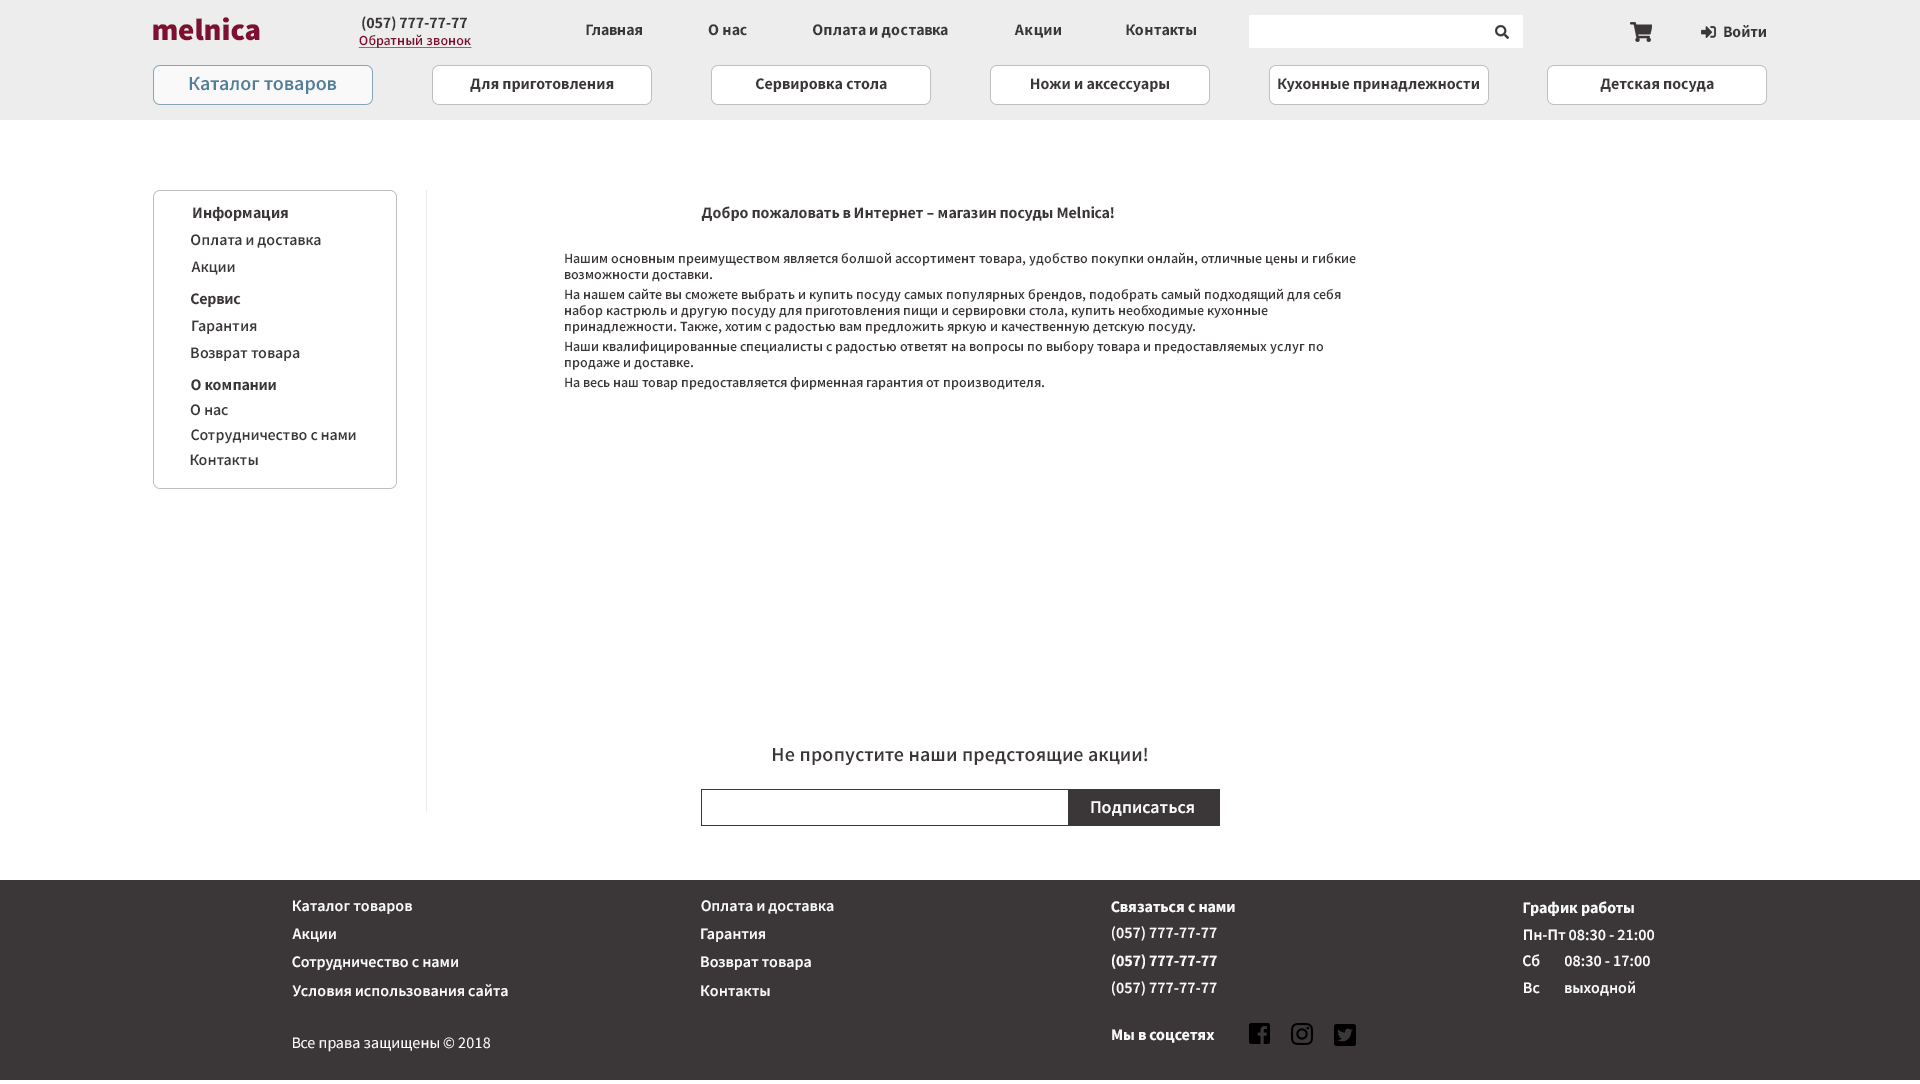 melnica
(057) 777-77-77
Обратный звонок
Главная
О нас
Оплата и доставка
Акции
Контакты
Войти
Каталог товаров
Для приготовления
Сервировка стола
Ножи и аксессуары
Кухонные принадлежности
Детская посуда
Информация
Оплата и доставка
Акции
Сервис
Гарантия
Возврат товара
О компании
О нас
Сотрудничество с нами
Контакты
Добро пожаловать в Интернет – магазин посуды Melnica!
Нашим основным преимуществом является болшой ассортимент товара, удобство покупки онлайн, отличные цены и гибкие
возможности доставки.
На нашем сайте вы сможете выбрать и купить посуду самых популярных брендов, подобрать самый подходящий для себя
набор кастрюль и другую посуду для приготовления пищи и сервировки стола, купить необходимые кухонные
принадлежности. Также, хотим с радостью вам предложить яркую и качественную детскую посуду.
Наши квалифицированные специалисты с радостью ответят на вопросы по выбору товара и предоставляемых услуг по
продаже и доставке.
На весь наш товар предоставляется фирменная гарантия от производителя.
Не пропустите наши предстоящие акции!
Подписаться
Каталог товаров
Акции
Сотрудничество с нами
Условия использования сайта
Все права защищены © 2018
Оплата и доставка
Гарантия
Возврат товара
Контакты
Связаться с нами
(057) 777-77-77
(057) 777-77-77
(057) 777-77-77
Мы в соцсетях
График работы
Пн-Пт 08:30 - 21:00
Сб 08:30 - 17:00
Вс выходной